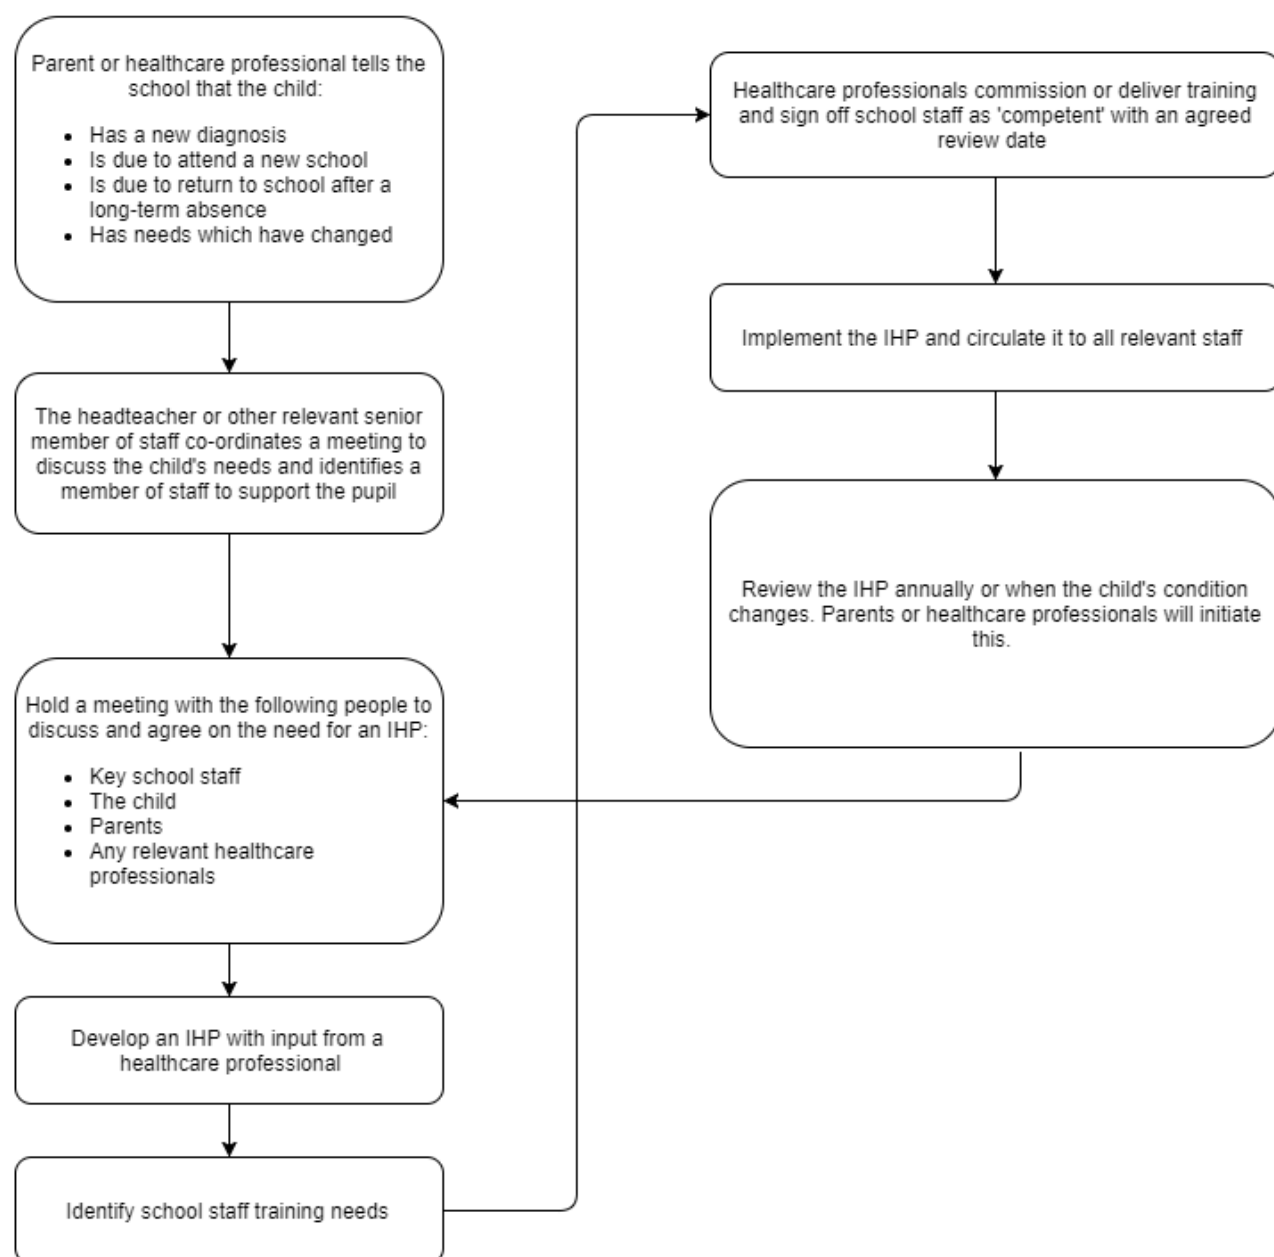 Parent or healthcare professional tells the
school that the child:
• Has a new diagnosis
• Is due to attend a new school
• Is due to return to school after a
long-term absence
• Has needs which have changed
The headteacher or other relevant senior
member of staff co-ordinates a meeting to
discuss the child's needs and identifies a
member of staff to support the pupil
Hold a meeting with the following people to
discuss and agree on the need for an IHP:
• Key school staff
• The child
• Parents
• Any relevant healthcare
professionals
Develop an IHP with input from a
healthcare professional
Identify school staff training needs
Healthcare professionals commission or deliver training
and sign off school staff as 'competent' with an agreed
review date
Implement the IHP and circulate it to all relevant staff
Review the IHP annually or when the child's condition
changes. Parents or healthcare professionals will initiate
this.